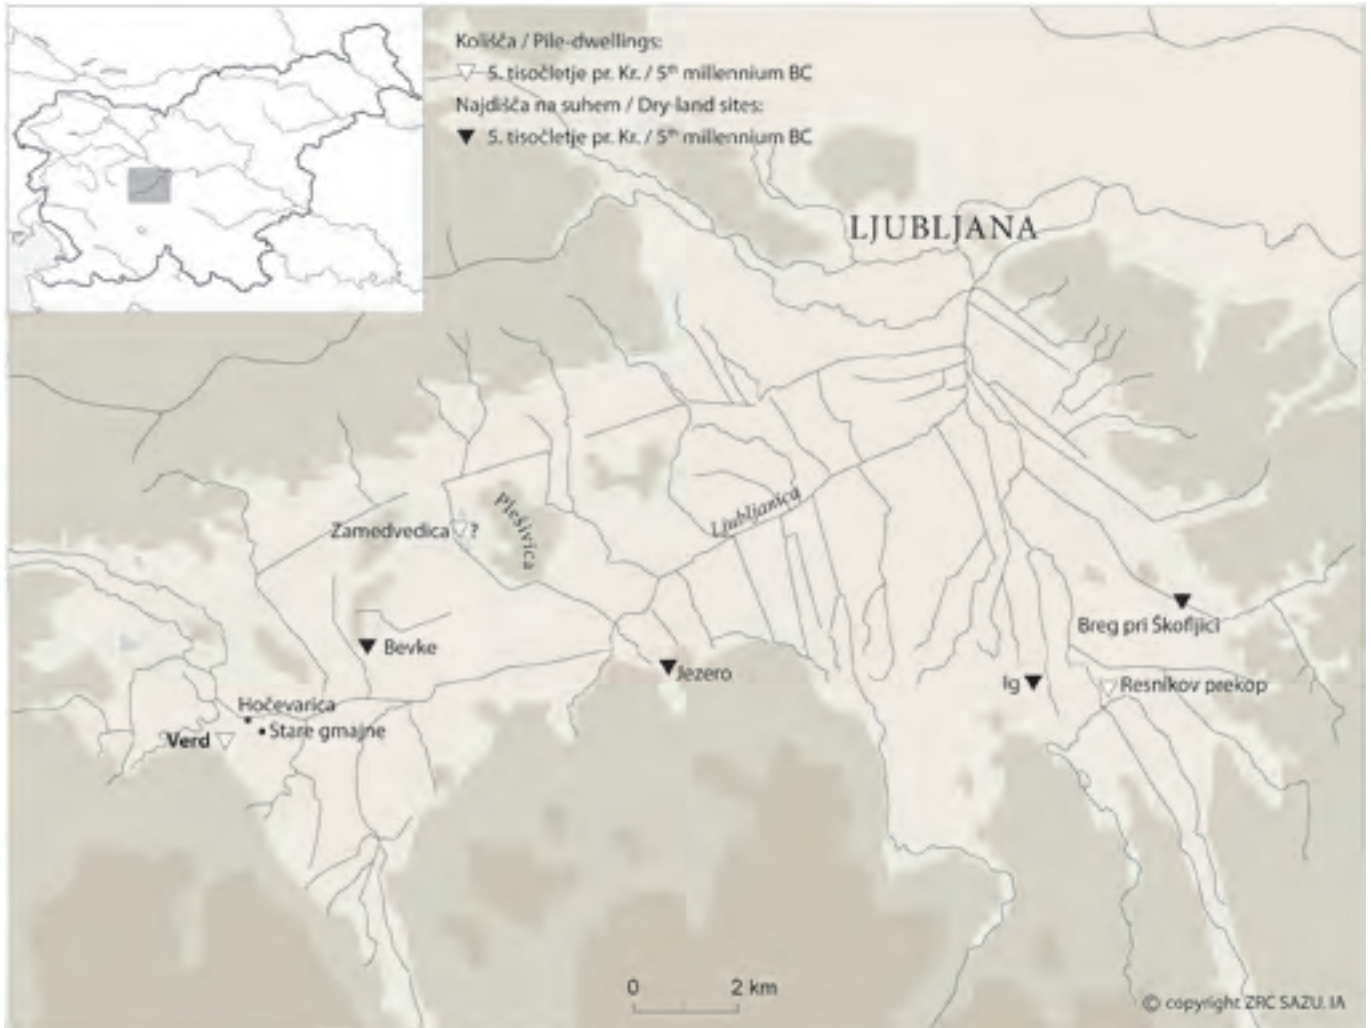 Kolišča / Pile-dwellings:
5. tisočletje pr. Kr. / 5th millennium BC
Najdišča na suhem / Dry-land sites:
5. tisočletje pr. Kr. / 5th millennium BC
LJUBLJANA
Plešivica
Ljubljanica
Zamedvedica ?
Breg pri Škofljici
Bevke
Jezero
Ig
Resnikov prekop
Hočevarica
Stare gmajne
Verd
0 2 km
© copyright ZRC SAZU, IA